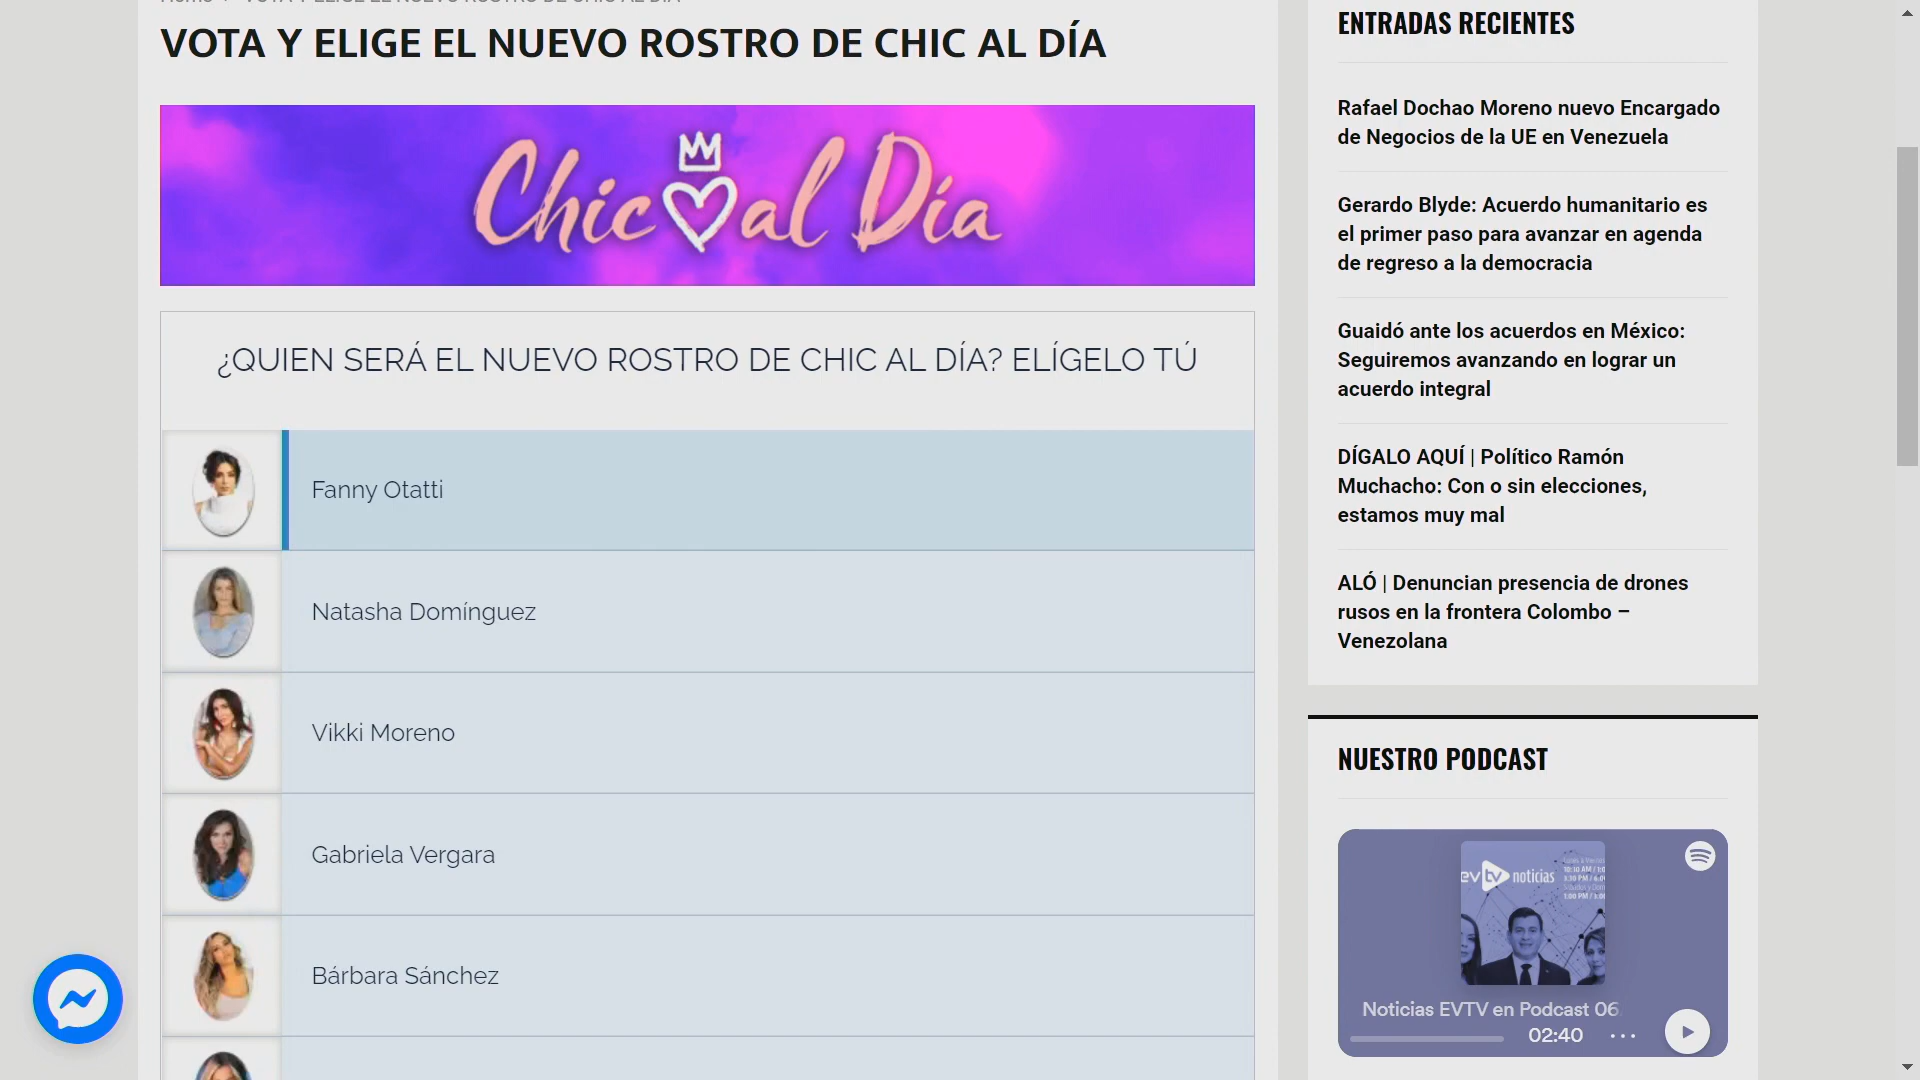 VOTA Y ELIGE EL NUEVO ROSTRO DE CHIC AL DÍA
Chic al Día
¿QUIEN SERÁ EL NUEVO ROSTRO DE CHIC AL DÍA? ELÍGELO TÚ
Fanny Otatti
Natasha Domínguez
Vikki Moreno
Gabriela Vergara
Bárbara Sánchez
ENTRADAS RECIENTES
Rafael Dochao Moreno nuevo Encargado
de Negocios de la UE en Venezuela
Gerardo Blyde: Acuerdo humanitario es
el primer paso para avanzar en agenda
de regreso a la democracia
Guaidó ante los acuerdos en México:
Seguiremos avanzando en lograr un
acuerdo integral
DÍGALO AQUÍ | Político Ramón
Muchacho: Con o sin elecciones,
estamos muy mal
ALÓ | Denuncian presencia de drones
rusos en la frontera Colombo –
Venezolana
NUESTRO PODCAST
evtv noticias
Noticias EVTV en Podcast 06
02:40